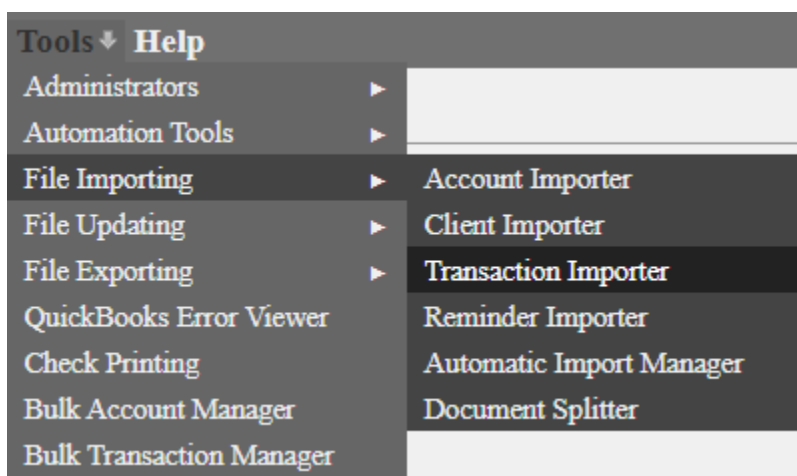 Tools Help
Administrators
Automation Tools
File Importing
File Updating
File Exporting
QuickBooks Error Viewer
Check Printing
Bulk Account Manager
Bulk Transaction Manager
Account Importer
Client Importer
Transaction Importer
Reminder Importer
Automatic Import Manager
Document Splitter